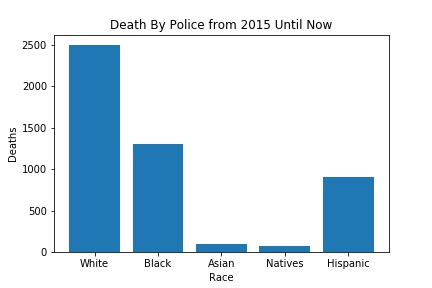 Death By Police from 2015 Until Now
2500
2000
1500
1000
500
0
Deaths
White Black Asian Natives Hispanic
Race